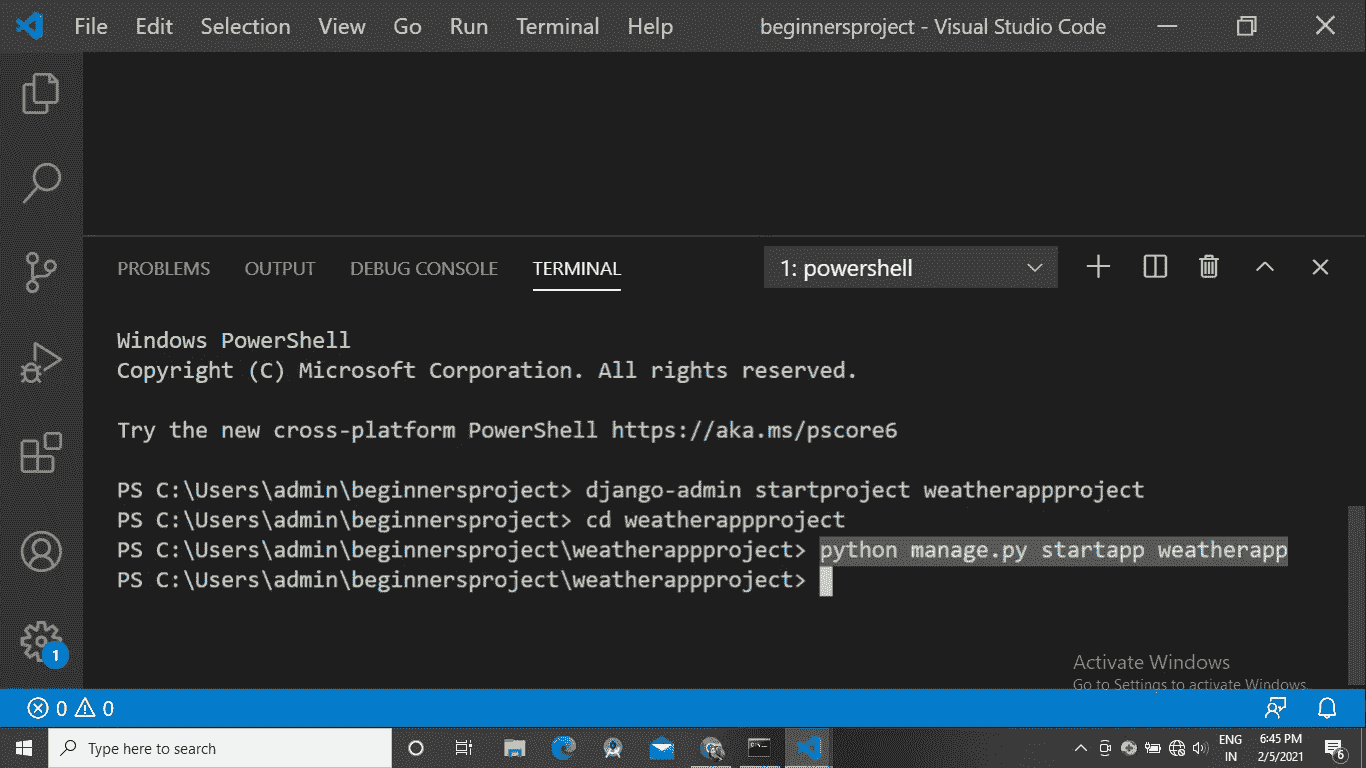 File Edit Selection View Go Run Terminal Help beginnersproject - Visual Studio Code
PROBLEMS OUTPUT DEBUG CONSOLE TERMINAL 1: powershell
Windows PowerShell
Copyright (C) Microsoft Corporation. All rights reserved.
Try the new cross-platform PowerShell https://aka.ms/pscore6
PS C:\Users\admin\beginnersproject> django-admin startproject weatherappproject
PS C:\Users\admin\beginnersproject> cd weatherappproject
PS C:\Users\admin\beginnersproject\weatherappproject> python manage.py startapp weatherapp
PS C:\Users\admin\beginnersproject\weatherappproject>
1
Activate Windows
Go to Settings to activate Windows.
0 0
Type here to search
ENG
IN
6:45 PM
2/5/2021
6